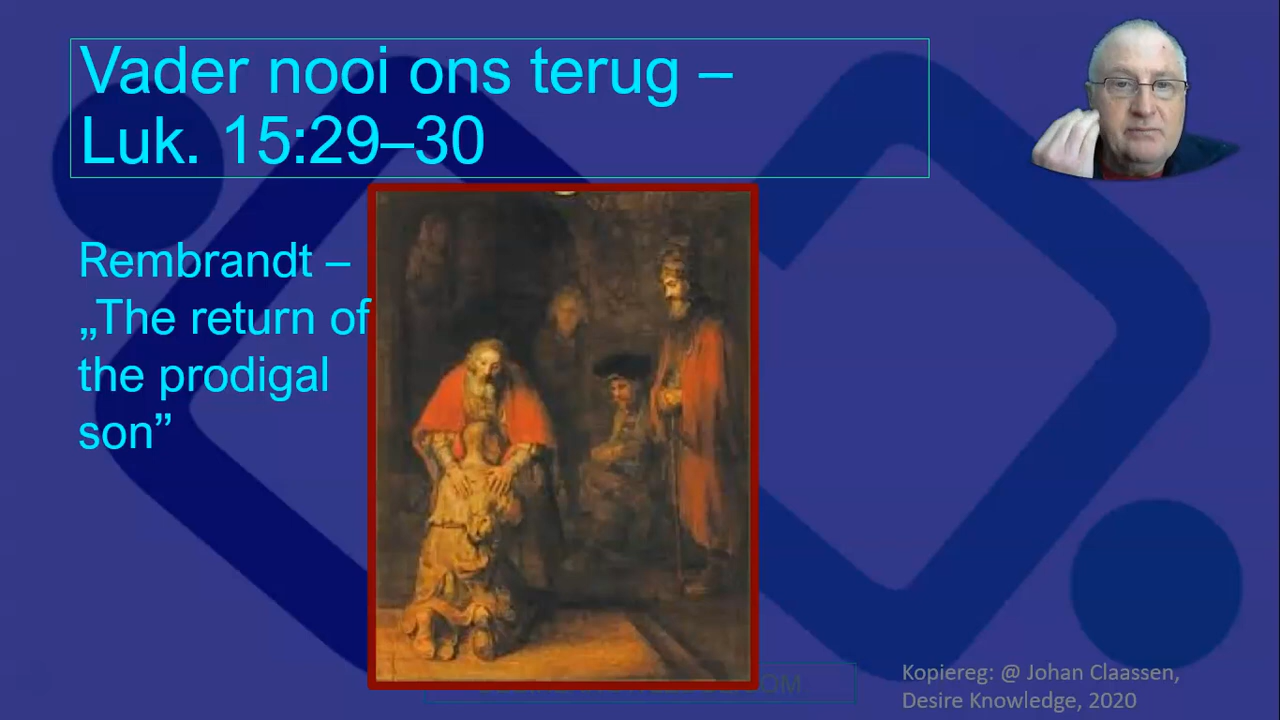 Vader nooi ons terug –
Luk. 15:29–30
Rembrandt –
„The return of
the prodigal
son”
Kopiereg: @ Johan Claassen,
Desire Knowledge, 2020